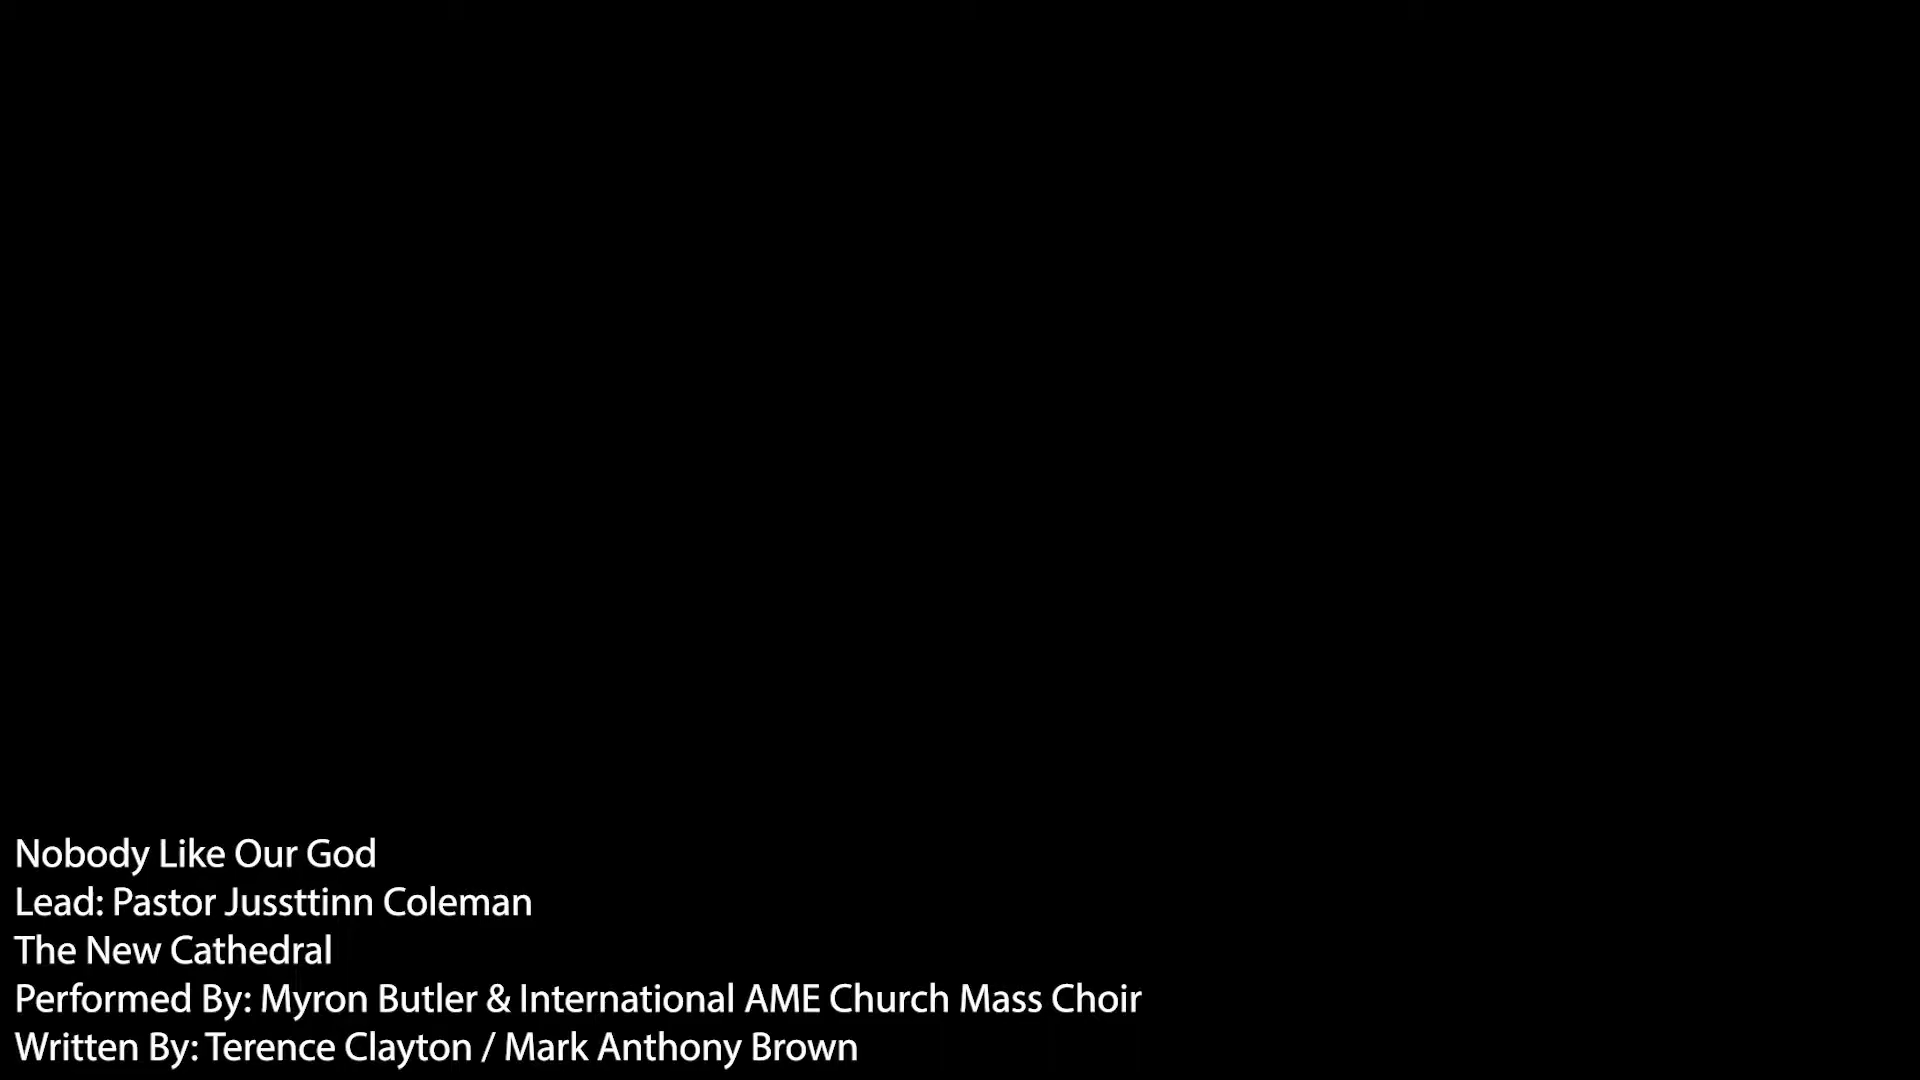 Nobody Like Our God
Lead: Pastor Jussttinn Coleman
The New Cathedral
Performed By: Myron Butler & International AME Church Mass Choir
Written By: Terence Clayton / Mark Anthony Brown